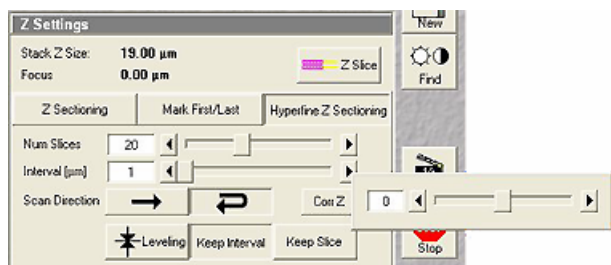 Z Settings
New
Stack Z Size: 19.00 µm
Focus 0.00 µm
Z Slice
Find
Z Sectioning Mark First/Last Hyperfine Z Sectioning
Num Slices 20
Interval [µm] 1
Scan Direction Corr Z 0
Leveling Keep Interval Keep Slice
Stop